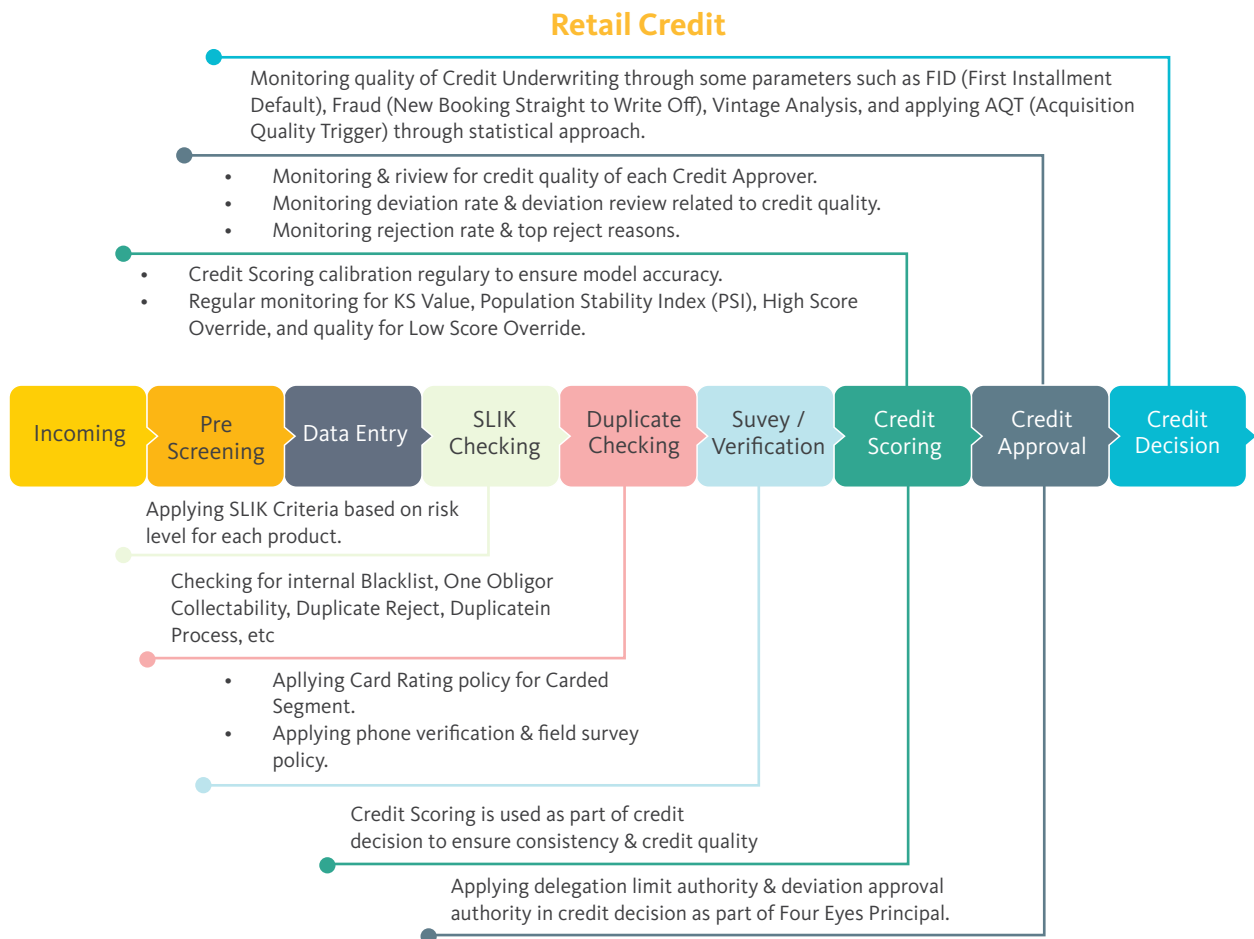 Retail Credit
Monitoring quality of Credit Underwriting through some parameters such as FID (First Installment
Default), Fraud (New Booking Straight to Write Off), Vintage Analysis, and applying AQT (Acquisition
Quality Trigger) through statistical approach.
• Monitoring & riview for credit quality of each Credit Approver.
• Monitoring deviation rate & deviation review related to credit quality.
• Monitoring rejection rate & top reject reasons.
• Credit Scoring calibration regulary to ensure model accuracy.
• Regular monitoring for KS Value, Population Stability Index (PSI), High Score
Override, and quality for Low Score Override.
Incoming
Pre
Screening
Data Entry
SLIK
Checking
Duplicate
Checking
Suvey /
Verification
Credit
Scoring
Credit
Approval
Credit
Decision
Applying SLIK Criteria based on risk
level for each product.
Checking for internal Blacklist, One Obligor
Collectability, Duplicate Reject, Duplicatein
Process, etc
• Apllying Card Rating policy for Carded
Segment.
• Applying phone verification & field survey
policy.
Credit Scoring is used as part of credit
decision to ensure consistency & credit quality
Applying delegation limit authority & deviation approval
authority in credit decision as part of Four Eyes Principal.